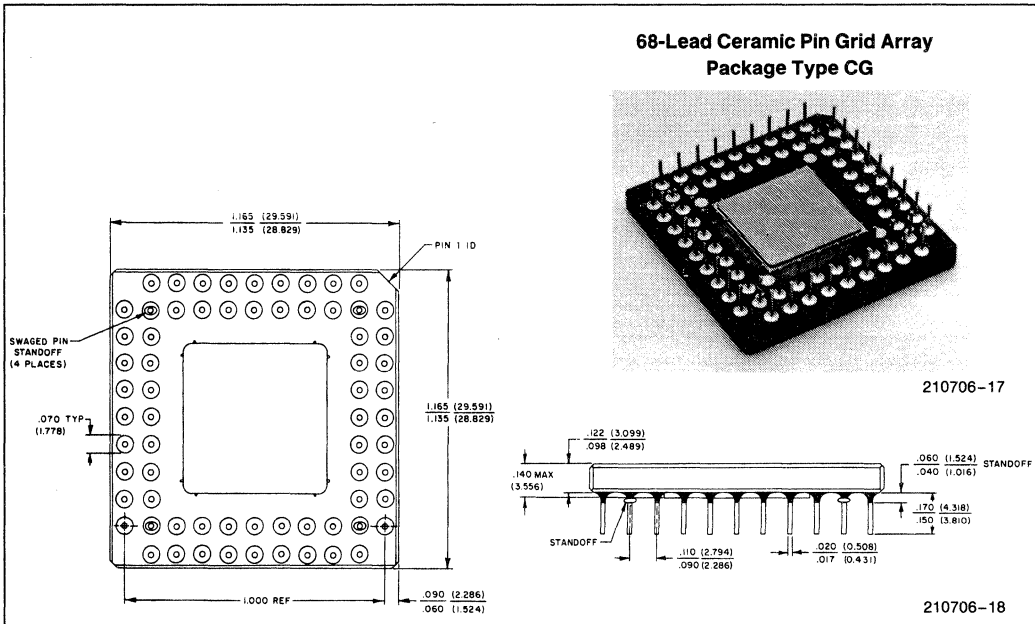 68-Lead Ceramic Pin Grid Array
Package Type CG
210706-17
1.165 (29.591)
1.135 (28.829)
PIN 1 ID
SWAGED PIN
STANDOFF
(4 PLACES)
.070 TYP
(1.778)
1.165 (29.591)
1.135 (28.829)
1.000 REF
.090 (2.286)
.060 (1.524)
.122 (3.099)
.098 (2.489)
.140 MAX
(3.556)
.060 (1.524)
.040 (1.016)
STANDOFF
.170 (4.318)
.150 (3.810)
STANDOFF
.110 (2.794)
.090 (2.286)
.020 (0.508)
.017 (0.431)
210706-18